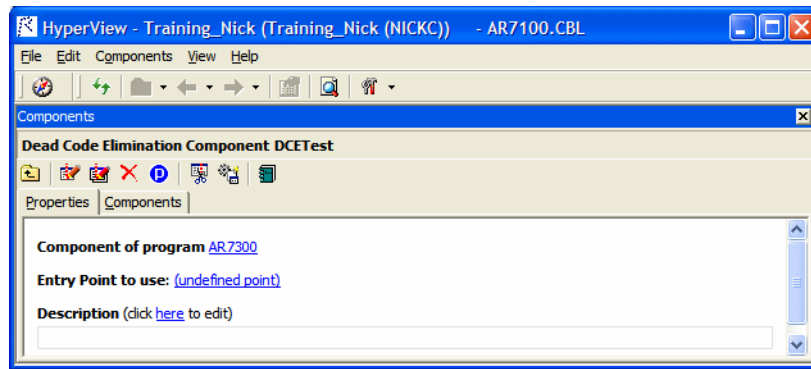 HyperView - Training_Nick (Training_Nick (NICKC)) - AR7100.CBL
File Edit Components View Help
Components
Dead Code Elimination Component DCETest
Properties Components
Component of program AR7300
Entry Point to use: (undefined point)
Description (click here to edit)